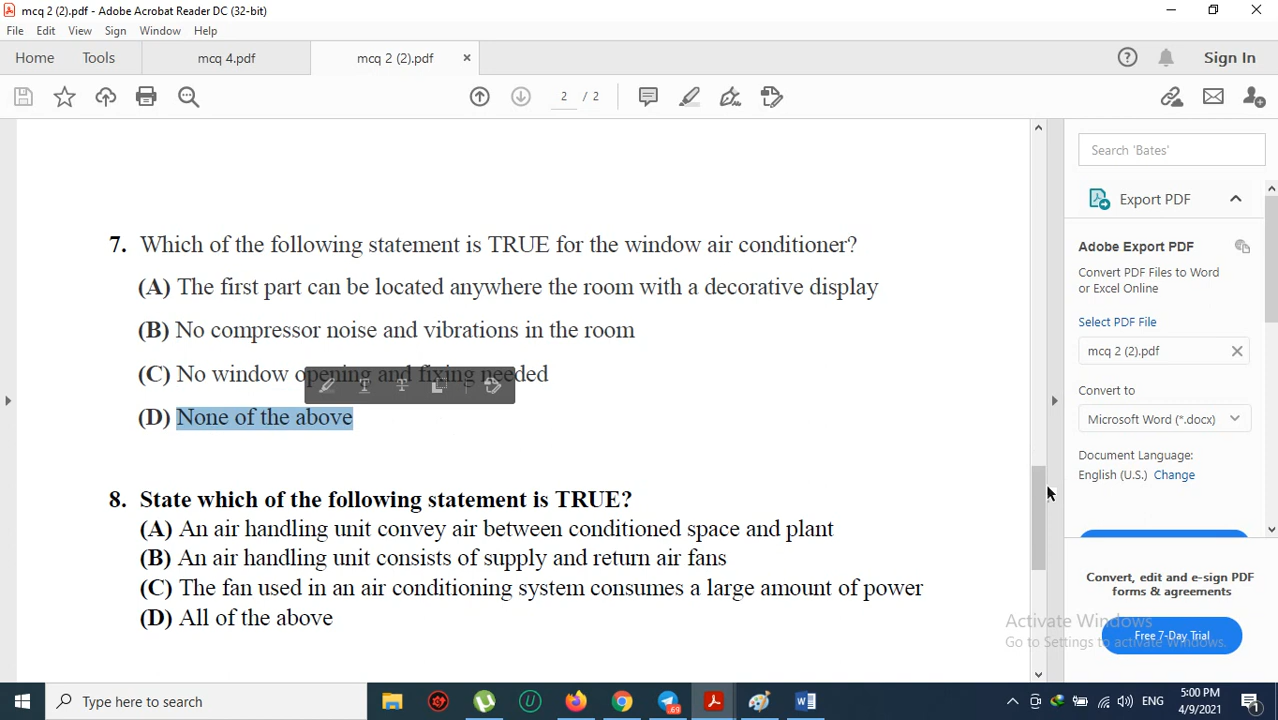 mcq 2 (2).pdf - Adobe Acrobat Reader DC (32-bit)
File Edit View Sign Window Help
Home Tools mcq 4.pdf mcq 2 (2).pdf × Sign In
2 / 2
Search 'Bates'
Export PDF
Adobe Export PDF
Convert PDF Files to Word
or Excel Online
Select PDF File
mcq 2 (2).pdf
Convert to
Microsoft Word (*.docx)
Document Language:
English (U.S.) Change
Convert, edit and e-sign PDF
forms & agreements
Free 7-Day Trial
7. Which of the following statement is TRUE for the window air conditioner?
(A) The first part can be located anywhere the room with a decorative display
(B) No compressor noise and vibrations in the room
(C) No window opening and fixing needed
(D) None of the above
8. State which of the following statement is TRUE?
(A) An air handling unit convey air between conditioned space and plant
(B) An air handling unit consists of supply and return air fans
(C) The fan used in an air conditioning system consumes a large amount of power
(D) All of the above
Activate Windows
Go to Settings to activate Windows.
Type here to search
69
ENG
5:00 PM
4/9/2021
1